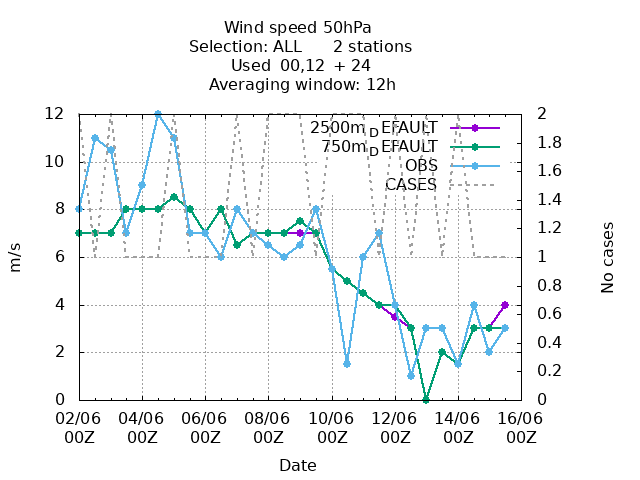 Wind speed 50hPa
Selection: ALL 2 stations
Used 00,12 + 24
Averaging window: 12h
12 2
2500m_DEFAULT
1.8
750m_DEFAULT
10 1.6
OBS
CASES
1.4
8 1.2
m/s No cases
6 1
0.8
4 0.6
2 0.4
0.2
0 0
02/06 00Z 04/06 00Z 06/06 00Z 08/06 00Z 10/06 00Z 12/06 00Z 14/06 00Z 16/06 00Z
Date